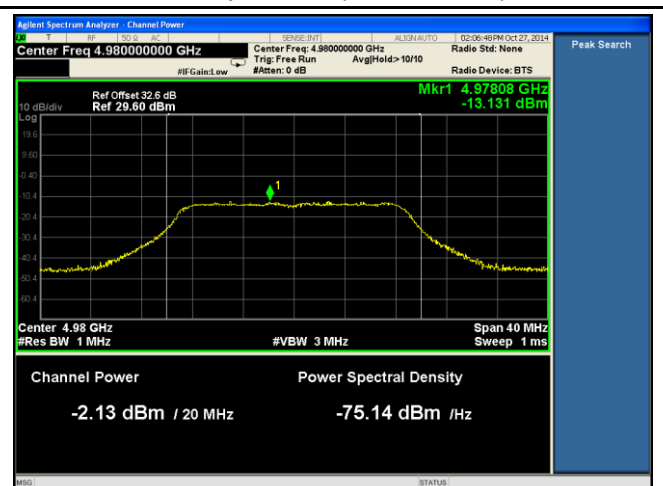 Agilent Spectrum Analyzer - Channel Power
T RF 50 Ω AC SENSE:INT ALIGN AUTO 02:06:48 PM Oct 27, 2014
Center Freq 4.980000000 GHz Center Freq: 4.980000000 GHz Radio Std: None
Trig: Free Run Avg|Hold:>10/10
#IFGain:Low #Atten: 0 dB Radio Device: BTS
Peak Search
Mkr1 4.97808 GHz
Ref Offset 32.6 dB
10 dB/div Ref 29.60 dBm -13.131 dBm
Log
19.6
9.60
-0.40
1
-10.4
-20.4
-30.4
-40.4
-50.4
-60.4
Center 4.98 GHz Span 40 MHz
#Res BW 1 MHz #VBW 3 MHz Sweep 1 ms
Channel Power Power Spectral Density
-2.13 dBm / 20 MHz -75.14 dBm /Hz
MSG STATUS